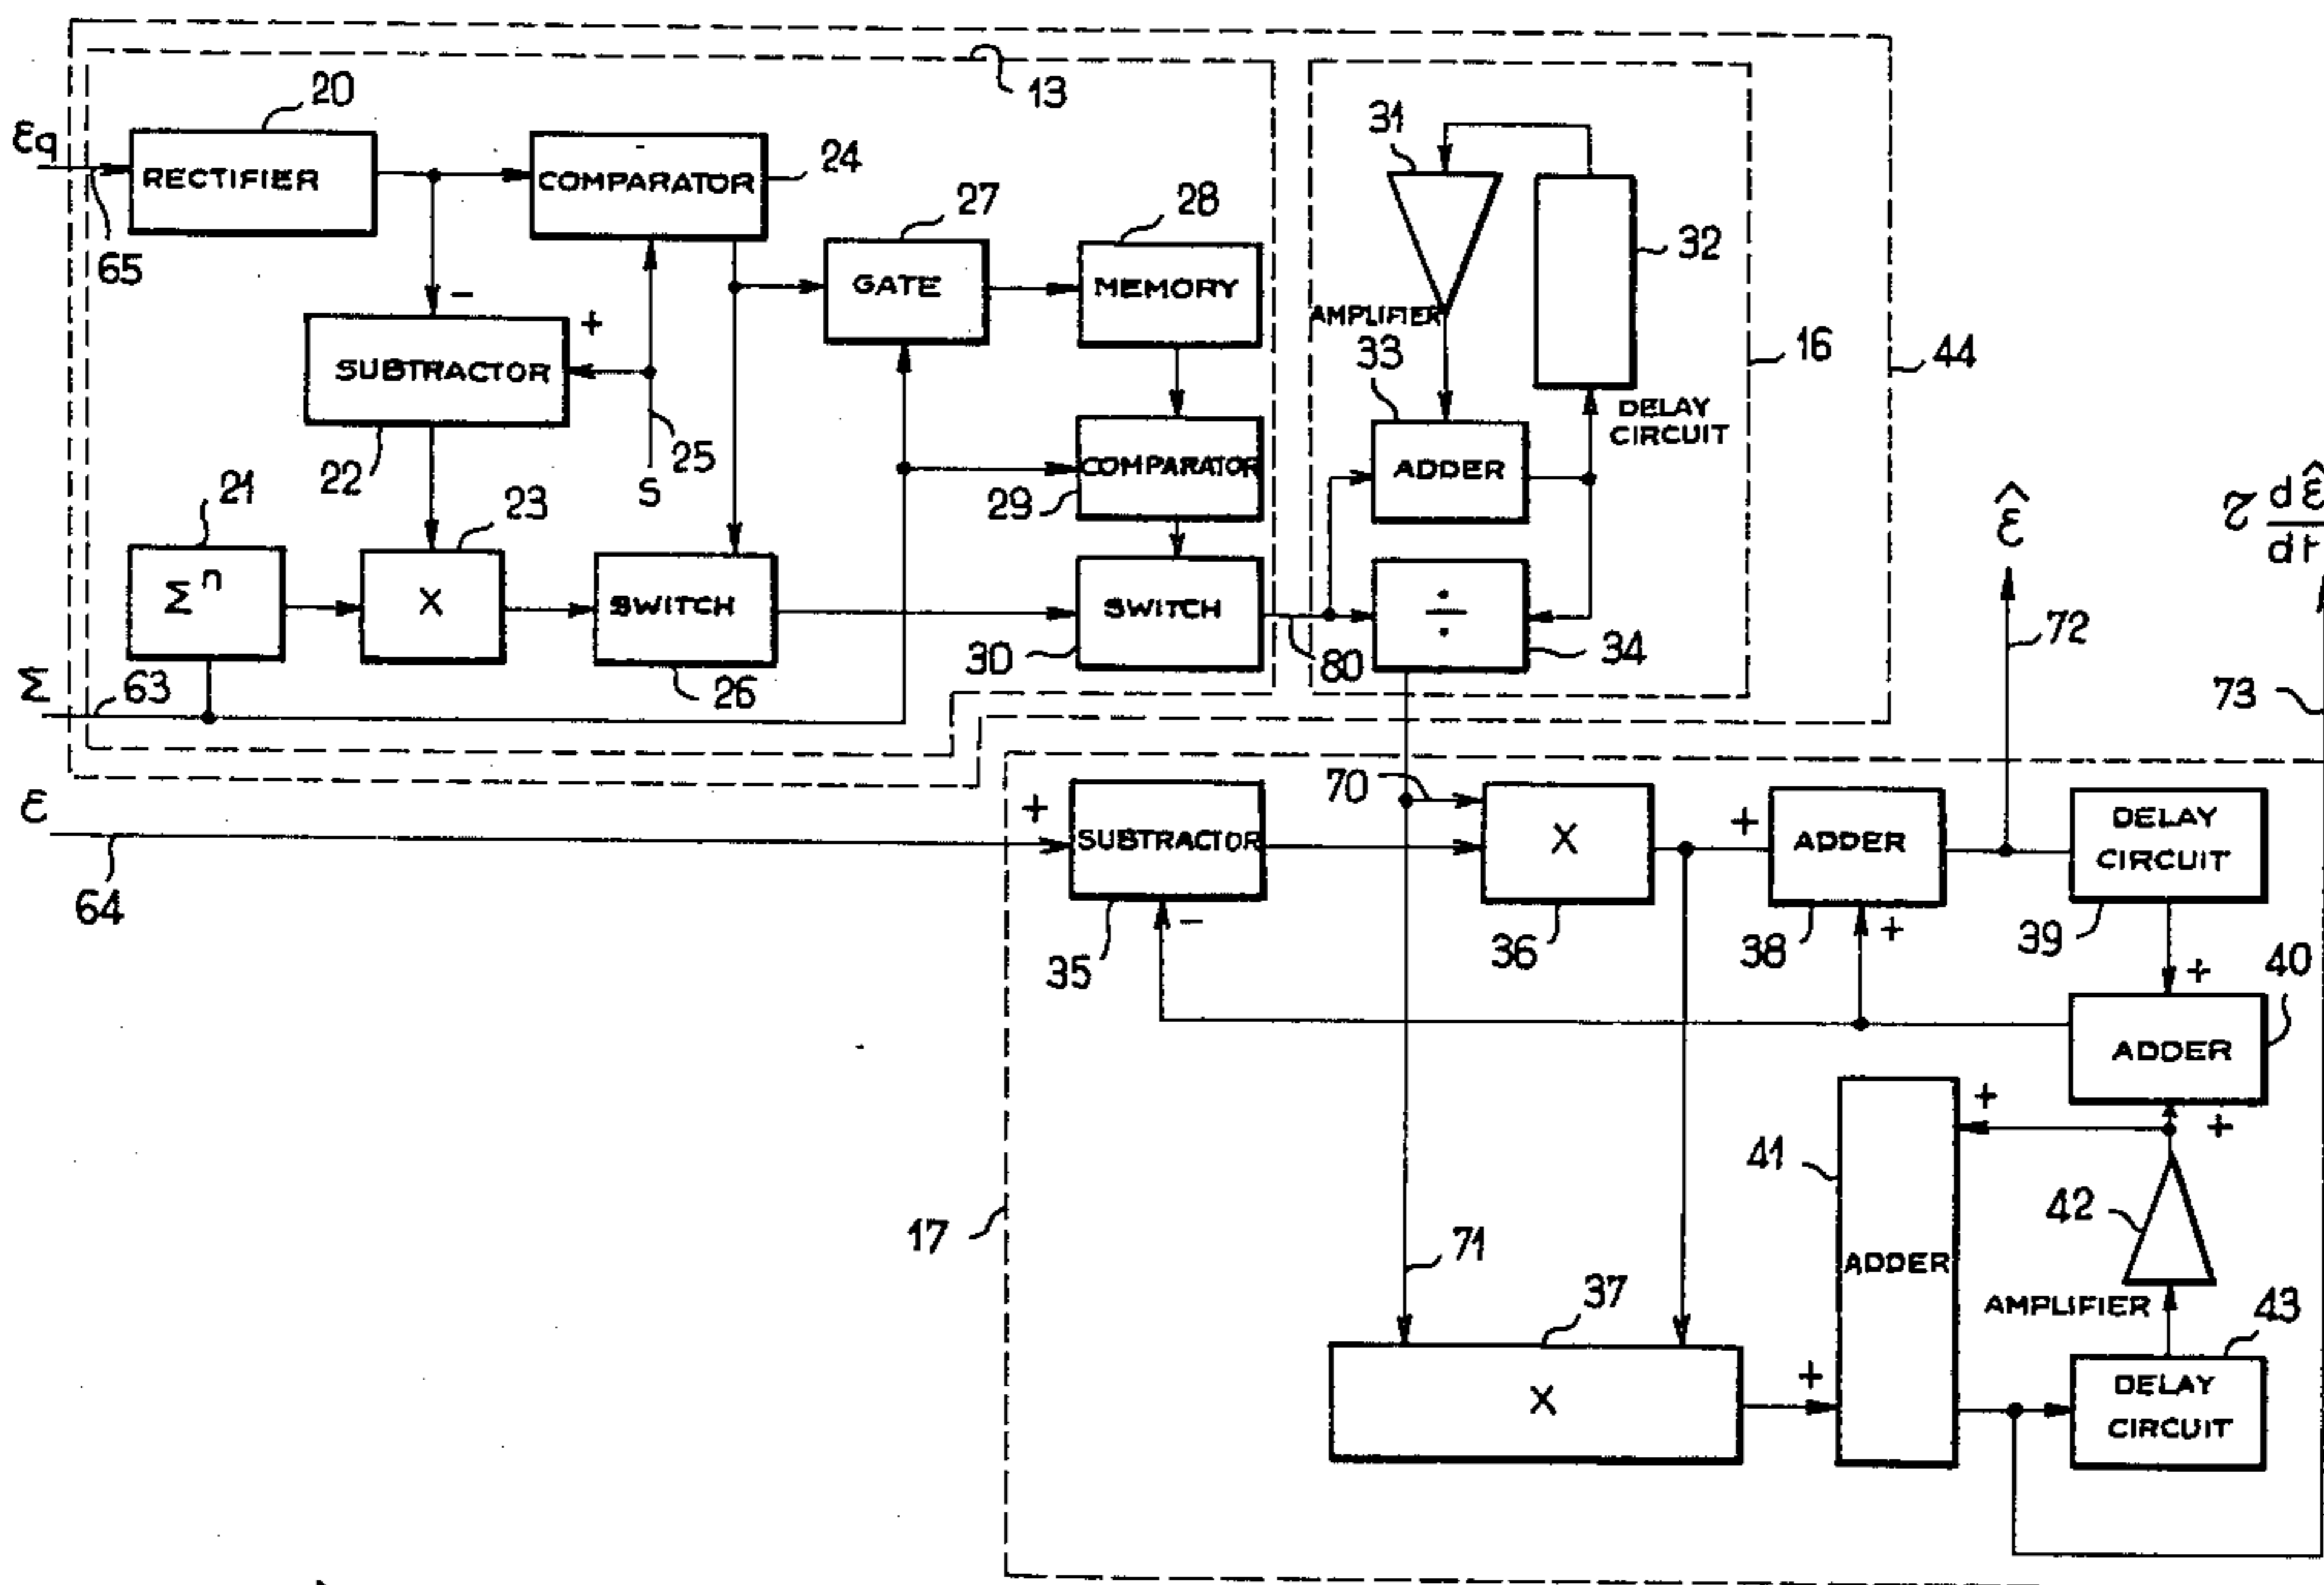 13
20
εq
RECTIFIER
COMPARATOR
24
65
27
28
GATE
MEMORY
−
+
SUBTRACTOR
22
25
S
21
23
Σⁿ
X
SWITCH
26
COMPARATOR
29
SWITCH
30
80
Σ
63
31
32
AMPLIFIER
33
DELAY
CIRCUIT
ADDER
÷
34
16
44
ε̂
τ dε̂/dt
72
73
ε
64
+
SUBTRACTOR
−
35
70
X
36
+
ADDER
+
38
DELAY
CIRCUIT
39
+
40
ADDER
+
+
41
ADDER
42
AMPLIFIER
43
DELAY
CIRCUIT
17
71
37
X
+